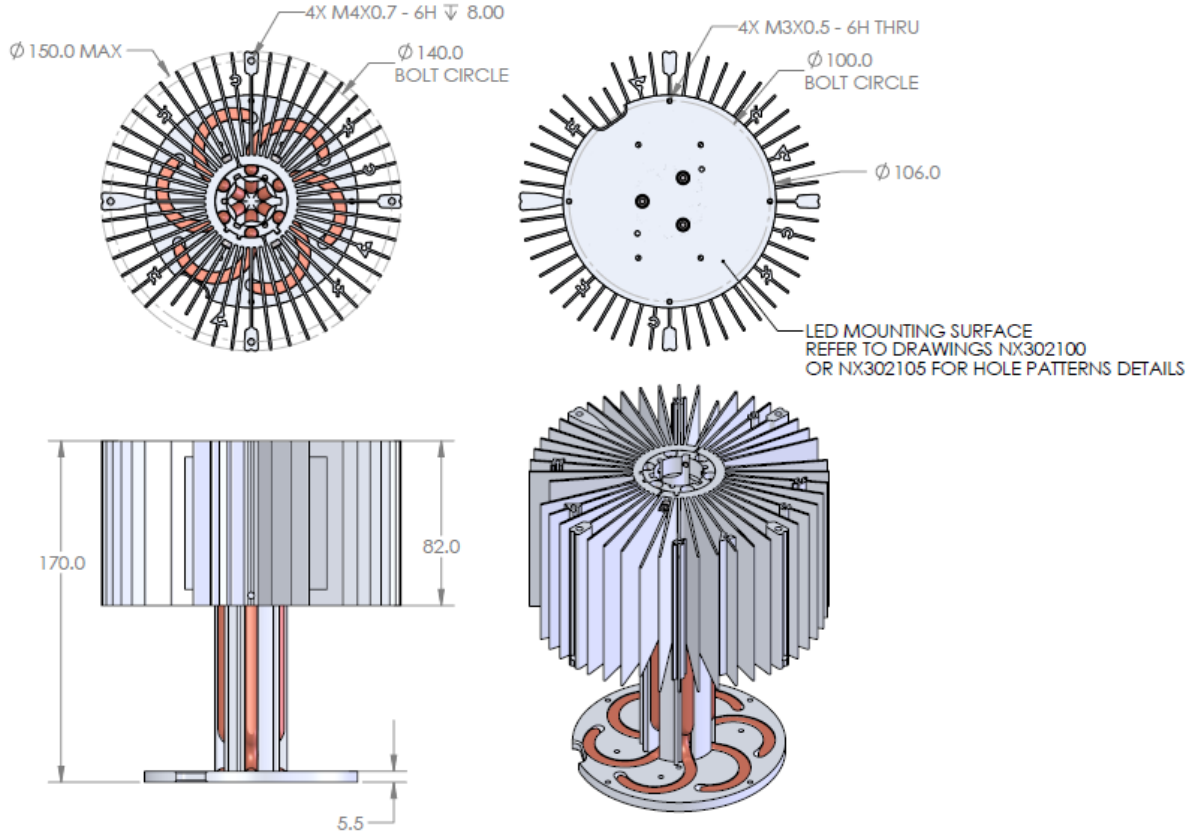 4X M4X0.7 - 6H ↧ 8.00
∅150.0 MAX
∅140.0
BOLT CIRCLE
4X M3X0.5 - 6H THRU
∅100.0
BOLT CIRCLE
∅106.0
LED MOUNTING SURFACE
REFER TO DRAWINGS NX302100
OR NX302105 FOR HOLE PATTERNS DETAILS
170.0
82.0
5.5